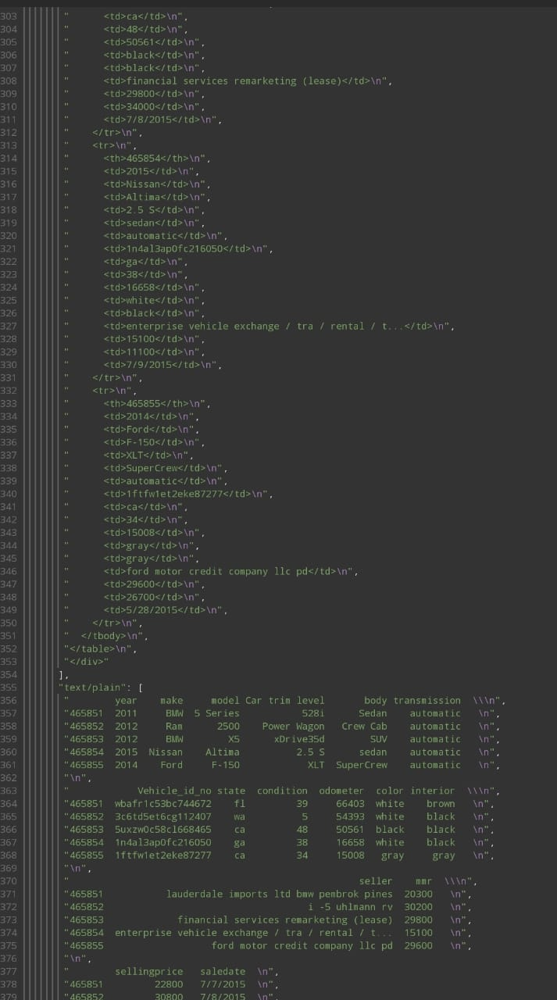 303 "      <td>ca</td>\n",
304 "      <td>48</td>\n",
305 "      <td>50561</td>\n",
306 "      <td>black</td>\n",
307 "      <td>black</td>\n",
308 "      <td>financial services remarketing (lease)</td>\n",
309 "      <td>29800</td>\n",
310 "      <td>34000</td>\n",
311 "      <td>7/8/2015</td>\n",
312 "    </tr>\n",
313 "    <tr>\n",
314 "      <th>465854</th>\n",
315 "      <td>2015</td>\n",
316 "      <td>Nissan</td>\n",
317 "      <td>Altima</td>\n",
318 "      <td>2.5 S</td>\n",
319 "      <td>sedan</td>\n",
320 "      <td>automatic</td>\n",
321 "      <td>1n4al3ap0fc216050</td>\n",
322 "      <td>ga</td>\n",
323 "      <td>38</td>\n",
324 "      <td>16658</td>\n",
325 "      <td>white</td>\n",
326 "      <td>black</td>\n",
327 "      <td>enterprise vehicle exchange / tra / rental / t...</td>\n",
328 "      <td>15100</td>\n",
329 "      <td>11100</td>\n",
330 "      <td>7/9/2015</td>\n",
331 "    </tr>\n",
332 "    <tr>\n",
333 "      <th>465855</th>\n",
334 "      <td>2014</td>\n",
335 "      <td>Ford</td>\n",
336 "      <td>F-150</td>\n",
337 "      <td>XLT</td>\n",
338 "      <td>SuperCrew</td>\n",
339 "      <td>automatic</td>\n",
340 "      <td>1ftfw1et2eke87277</td>\n",
341 "      <td>ca</td>\n",
342 "      <td>34</td>\n",
343 "      <td>15008</td>\n",
344 "      <td>gray</td>\n",
345 "      <td>gray</td>\n",
346 "      <td>ford motor credit company llc pd</td>\n",
347 "      <td>29600</td>\n",
348 "      <td>26700</td>\n",
349 "      <td>5/28/2015</td>\n",
350 "    </tr>\n",
351 "  </tbody>\n",
352 "</table>\n",
353 "</div>"
354 ],
355 "text/plain": [
356 "        year    make     model Car trim level       body transmission  \\\n",
357 "465851  2011     BMW  5 Series           528i      Sedan    automatic   \n",
358 "465852  2012     Ram      2500    Power Wagon   Crew Cab    automatic   \n",
359 "465853  2012     BMW        X5      xDrive35d        SUV    automatic   \n",
360 "465854  2015  Nissan    Altima          2.5 S      sedan    automatic   \n",
361 "465855  2014    Ford     F-150            XLT  SuperCrew    automatic   \n",
362 "\n",
363 "            Vehicle_id_no state  condition  odometer  color interior  \\\n",
364 "465851  wbafr1c53bc744672    fl         39     66403  white    brown   \n",
365 "465852  3c6td5et6cg112407    wa          5     54393  white    black   \n",
366 "465853  5uxzw0c58cl668465    ca         48     50561  black    black   \n",
367 "465854  1n4al3ap0fc216050    ga         38     16658  white    black   \n",
368 "465855  1ftfw1et2eke87277    ca         34     15008   gray     gray   \n",
369 "\n",
370 "                                                   seller    mmr  \\\n",
371 "465851           lauderdale imports ltd bmw pembrok pines  20300   \n",
372 "465852                                    i -5 uhlmann rv  30200   \n",
373 "465853             financial services remarketing (lease)  29800   \n",
374 "465854  enterprise vehicle exchange / tra / rental / t...  15100   \n",
375 "465855                   ford motor credit company llc pd  29600   \n",
376 "\n",
377 "        sellingprice   saledate  \n",
378 "465851         22800   7/7/2015  \n",
379 "465852         30800   7/8/2015  \n",